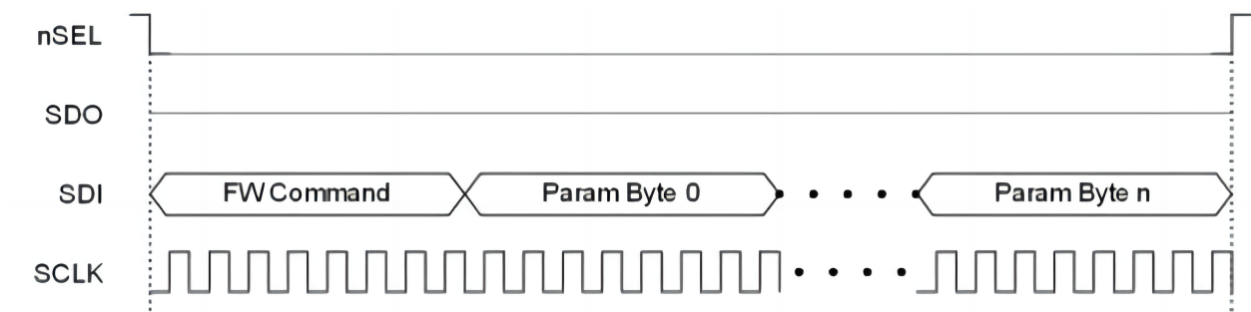 nSEL
SDO
SDI FW Command Param Byte 0 Param Byte n
SCLK